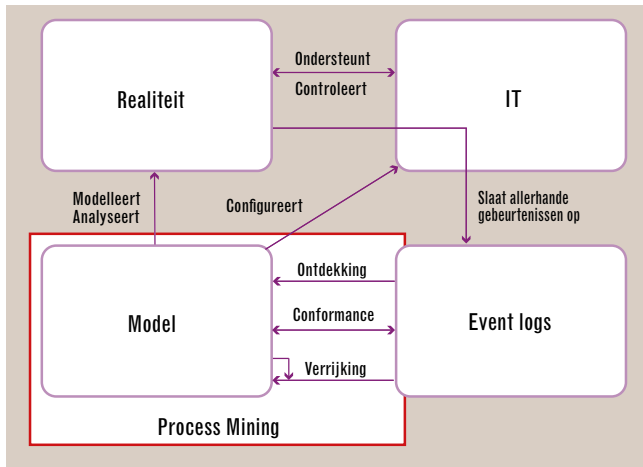 Realiteit
Ondersteunt
Controleert
IT
Modelleert
Analyseert
Configureert
Slaat allerhande
gebeurtenissen op
Model
Ontdekking
Conformance
Verrijking
Event logs
Process Mining